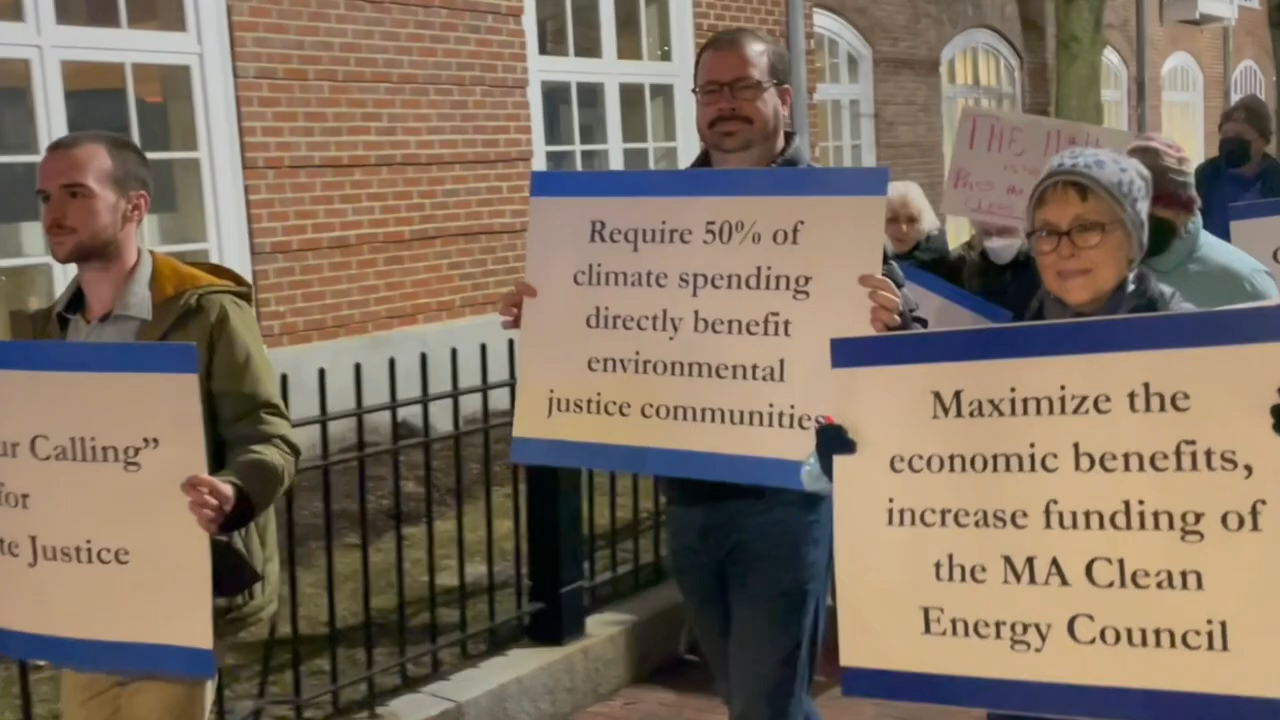 ur Calling”
for
te Justice
Require 50% of
climate spending
directly benefit
environmental
justice communities
THE
Maximize the
economic benefits,
increase funding of
the MA Clean
Energy Council